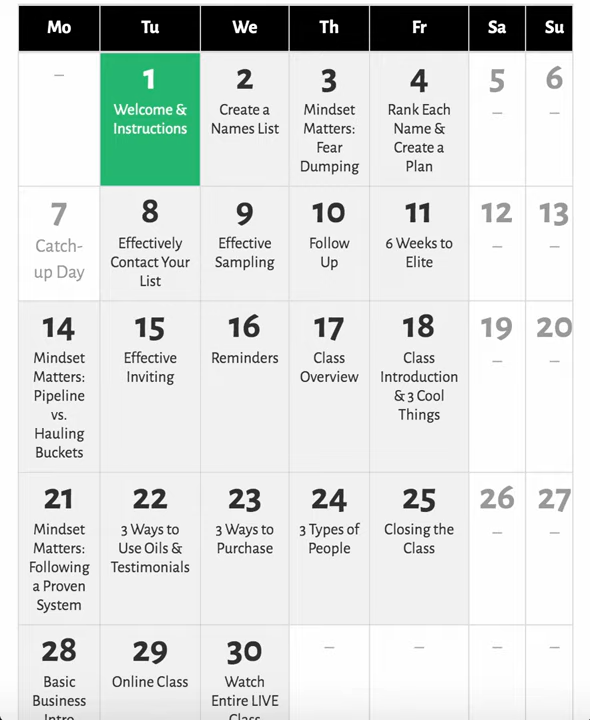 Mo Tu We Th Fr Sa Su
– 1 2 3 4 5 6
Welcome & Create a Mindset Rank Each – –
Instructions Names List Matters: Name &
Fear Create a
Dumping Plan
7 8 9 10 11 12 13
Catch- Effectively Effective Follow 6 Weeks to – –
up Day Contact Your Sampling Up Elite
List
14 15 16 17 18 19 20
Mindset Effective Reminders Class Class – –
Matters: Inviting Overview Introduction
Pipeline & 3 Cool
vs. Things
Hauling
Buckets
21 22 23 24 25 26 27
Mindset 3 Ways to 3 Ways to 3 Types of Closing the – –
Matters: Use Oils & Purchase People Class
Following Testimonials
a Proven
System
28 29 30 – – – –
Basic Online Class Watch
Business Entire LIVE
Intro Class